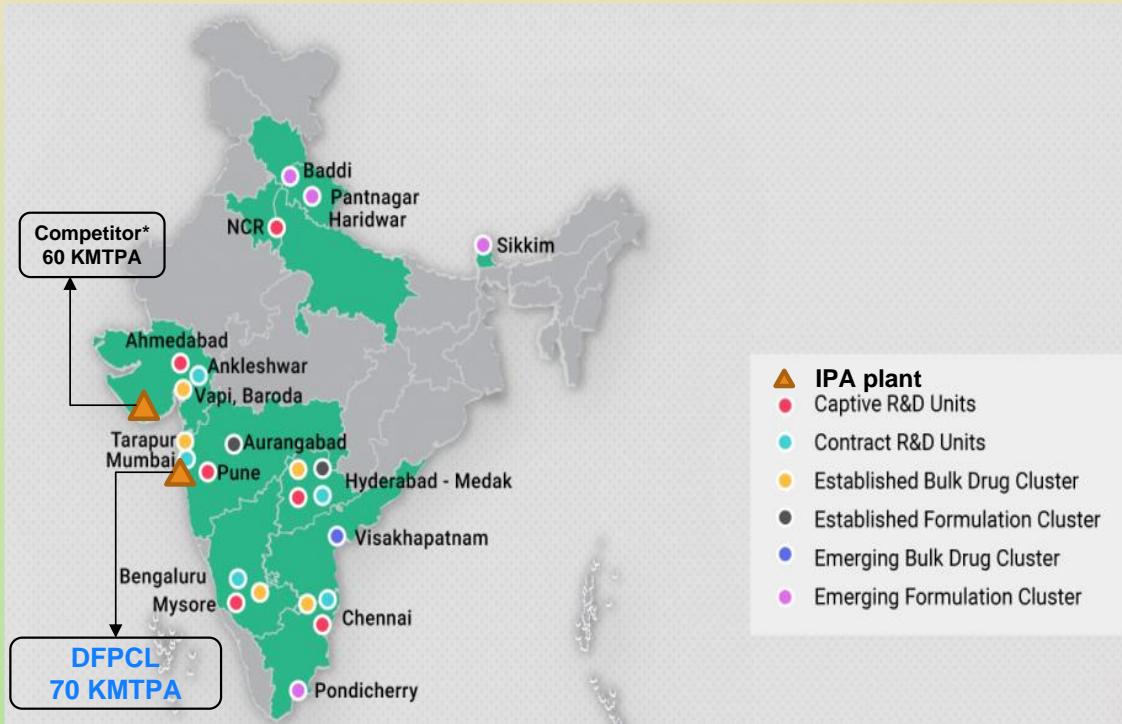 Baddi
Pantnagar
Haridwar
NCR
Sikkim
Competitor*
60 KMTPA
Ahmedabad
Ankleshwar
Vapi, Baroda
Tarapur
Mumbai
Aurangabad
Pune
Hyderabad - Medak
Visakhapatnam
Bengaluru
Mysore
Chennai
Pondicherry
DFPCL
70 KMTPA
IPA plant
Captive R&D Units
Contract R&D Units
Established Bulk Drug Cluster
Established Formulation Cluster
Emerging Bulk Drug Cluster
Emerging Formulation Cluster